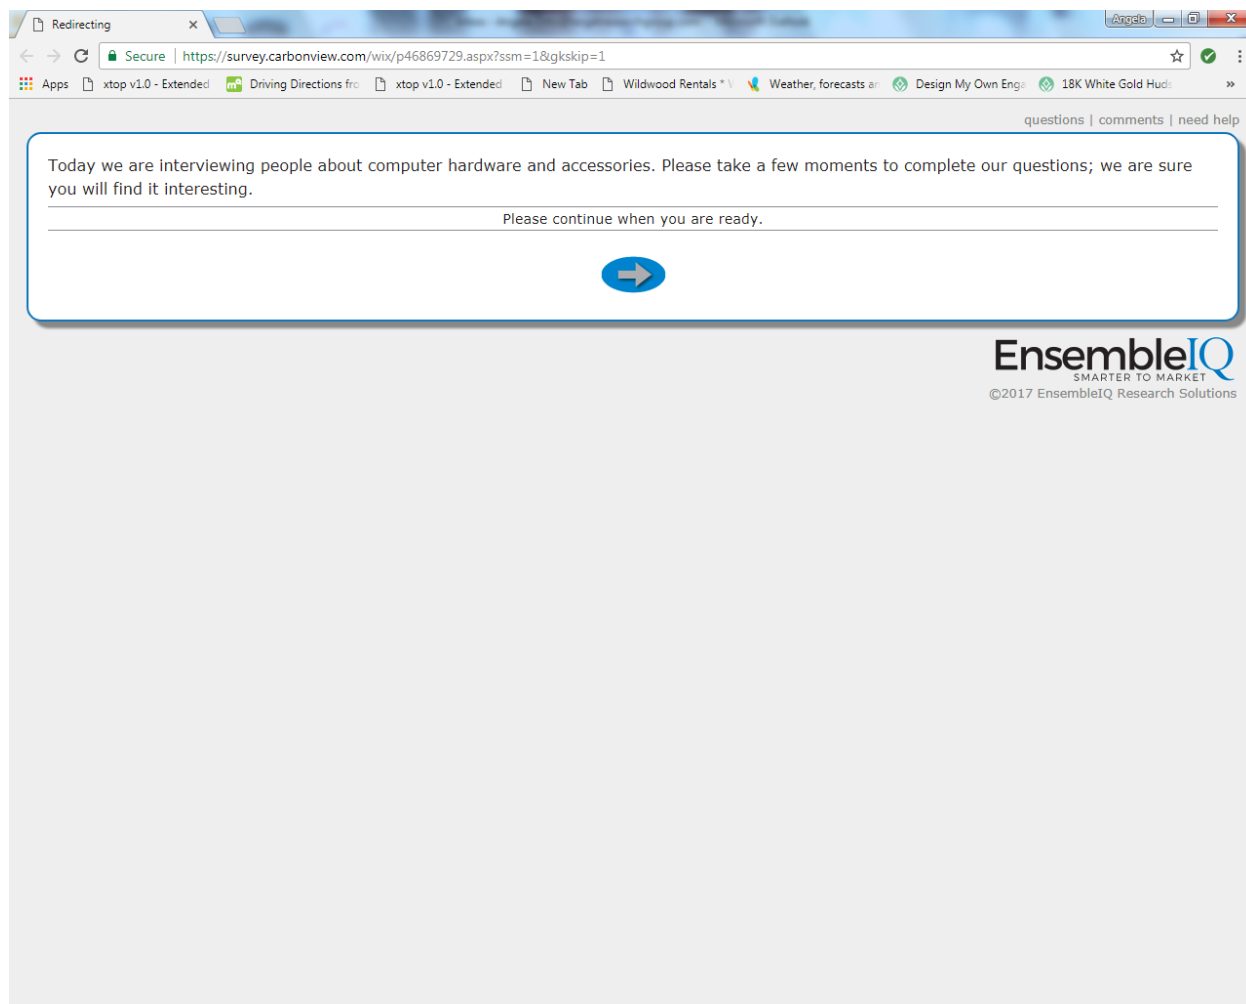 Redirecting
Angela
Secure | https://survey.carbonview.com/wix/p46869729.aspx?ssm=1&gkskip=1
Apps xtop v1.0 - Extended Driving Directions fro xtop v1.0 - Extended New Tab Wildwood Rentals * Weather, forecasts an Design My Own Enga 18K White Gold Huds »
questions | comments | need help
Today we are interviewing people about computer hardware and accessories. Please take a few moments to complete our questions; we are sure
you will find it interesting.
Please continue when you are ready.
EnsembleIQ
SMARTER TO MARKET
©2017 EnsembleIQ Research Solutions